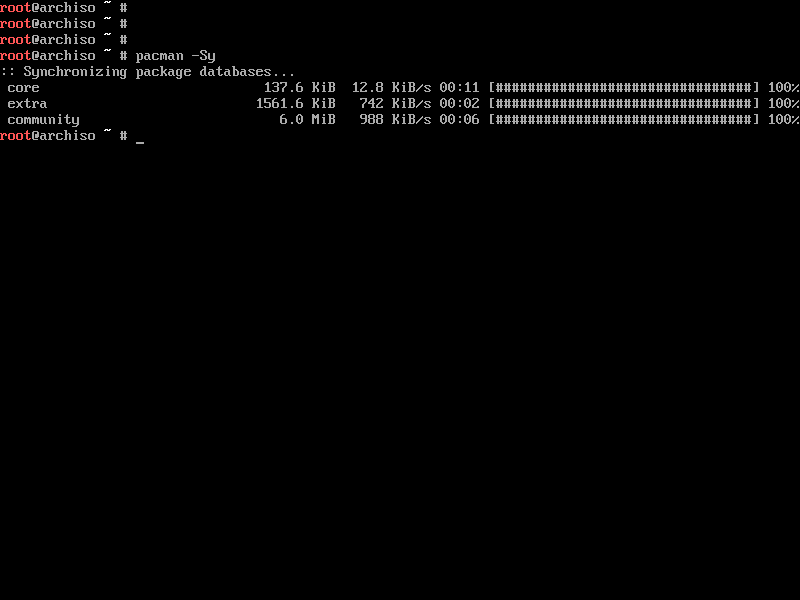 root@archiso ~ #
root@archiso ~ #
root@archiso ~ #
root@archiso ~ # pacman -Sy
:: Synchronizing package databases...
core 137.6 KiB 12.8 KiB/s 00:11 [################################] 100%
extra 1561.6 KiB 742 KiB/s 00:02 [################################] 100%
community 6.0 MiB 988 KiB/s 00:06 [################################] 100%
root@archiso ~ # _